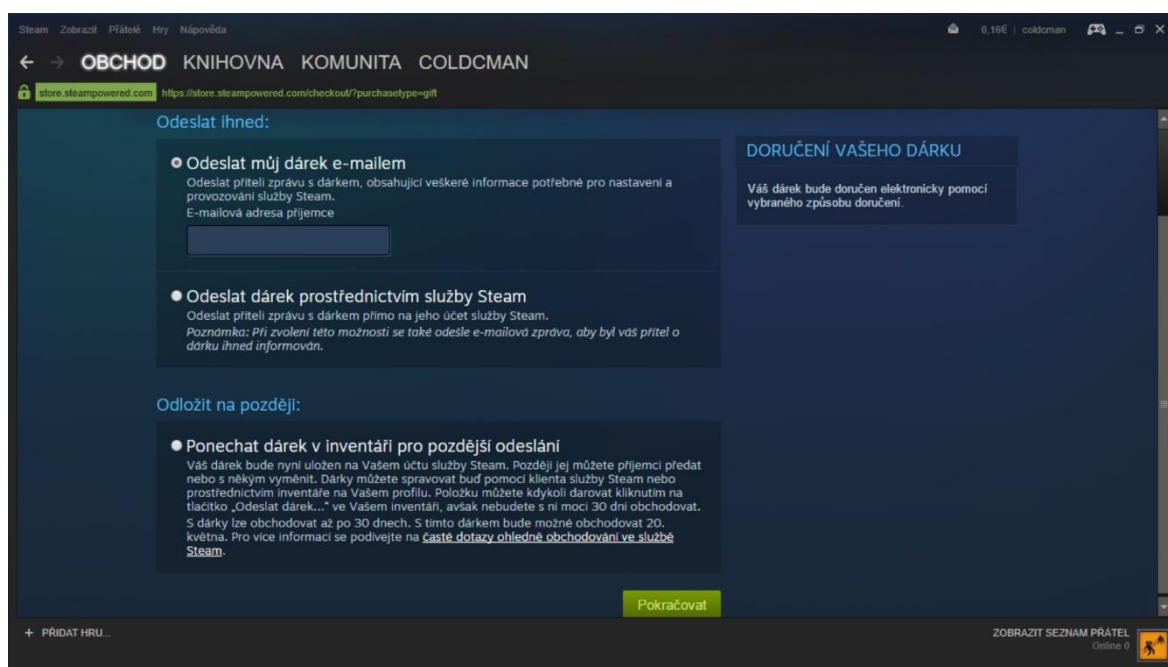 Steam Zobrazit Přátelé Hry Nápověda
0,16€ | coldcman
OBCHOD KNIHOVNA KOMUNITA COLDCMAN
store.steampowered.com https://store.steampowered.com/checkout/?purchasetype=gift
Odeslat ihned:
Odeslat můj dárek e-mailem
Odeslat příteli zprávu s dárkem, obsahující veškeré informace potřebné pro nastavení a
provozování služby Steam.
E-mailová adresa příjemce
Odeslat dárek prostřednictvím služby Steam
Odeslat příteli zprávu s dárkem přímo na jeho účet služby Steam.
Poznámka: Při zvolení této možnosti se také odešle e-mailová zpráva, aby byl váš přítel o
dárku ihned informován.
Odložit na později:
Ponechat dárek v inventáři pro pozdější odeslání
Váš dárek bude nyní uložen na Vašem účtu služby Steam. Později jej můžete příjemci předat
nebo s někým vyměnit. Dárky můžete spravovat buď pomocí klienta služby Steam nebo
prostřednictvím inventáře na Vašem profilu. Položku můžete kdykoli darovat kliknutím na
tlačítko „Odeslat dárek...“ ve Vašem inventáři, avšak nebudete s ní moci 30 dní obchodovat.
S dárky lze obchodovat až po 30 dnech. S tímto dárkem bude možné obchodovat 20.
května. Pro více informací se podívejte na časté dotazy ohledně obchodování ve službě
Steam.
Pokračovat
DORUČENÍ VAŠEHO DÁRKU
Váš dárek bude doručen elektronicky pomocí
vybraného způsobu doručení.
+ PŘIDAT HRU...
ZOBRAZIT SEZNAM PŘÁTEL
Online 0